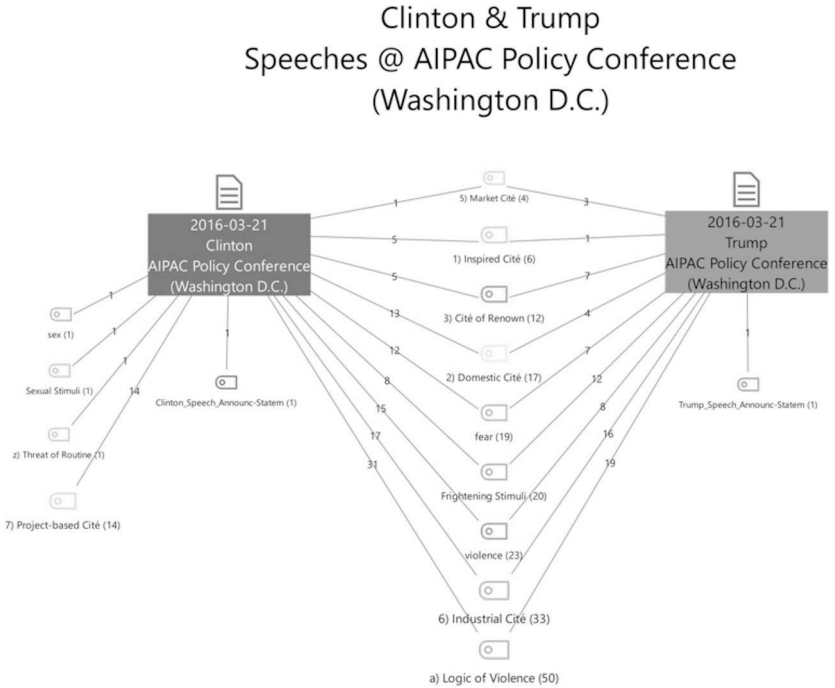 Clinton & Trump
Speeches @ AIPAC Policy Conference
(Washington D.C.)
2016-03-21
Clinton
AIPAC Policy Conference
(Washington D.C.)
2016-03-21
Trump
AIPAC Policy Conference
(Washington D.C.)
1
3
5) Market Cité (4)
5
1
1) Inspired Cité (6)
5
7
3) Cité of Renown (12)
13
4
2) Domestic Cité (17)
12
7
fear (19)
8
12
Frightening Stimuli (20)
15
8
violence (23)
17
16
6) Industrial Cité (33)
31
19
a) Logic of Violence (50)
1
sex (1)
1
Sexual Stimuli (1)
1
z) Threat of Routine (1)
14
7) Project-based Cité (14)
1
Clinton_Speech_Announc-Statem (1)
1
Trump_Speech_Announc-Statem (1)